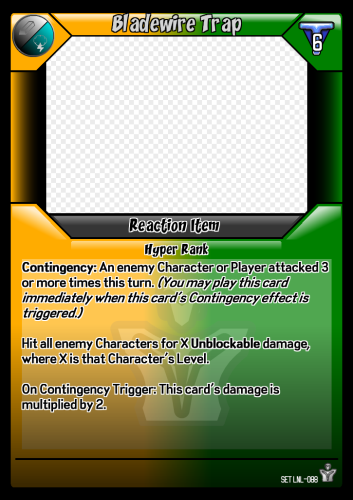 Bladewire Trap
6
Reaction Item
Hyper Rank
Contingency: An enemy Character or Player attacked 3
or more times this turn. (You may play this card
immediately when this card's Contingency effect is
triggered.)
Hit all enemy Characters for X Unblockable damage,
where X is that Character's Level.
On Contingency Trigger: This card's damage is
multiplied by 2.
SET LNL-088